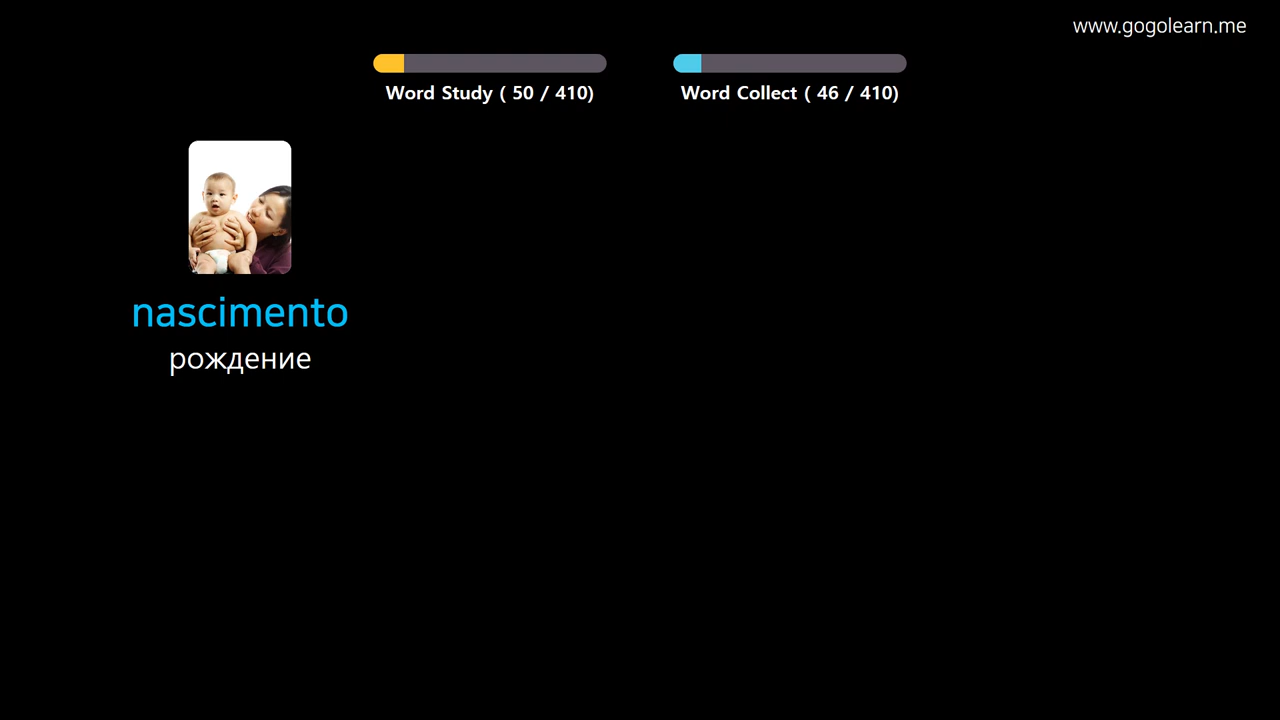 www.gogolearn.me
Word Study ( 50 / 410)
Word Collect ( 46 / 410)
nascimento
рождение